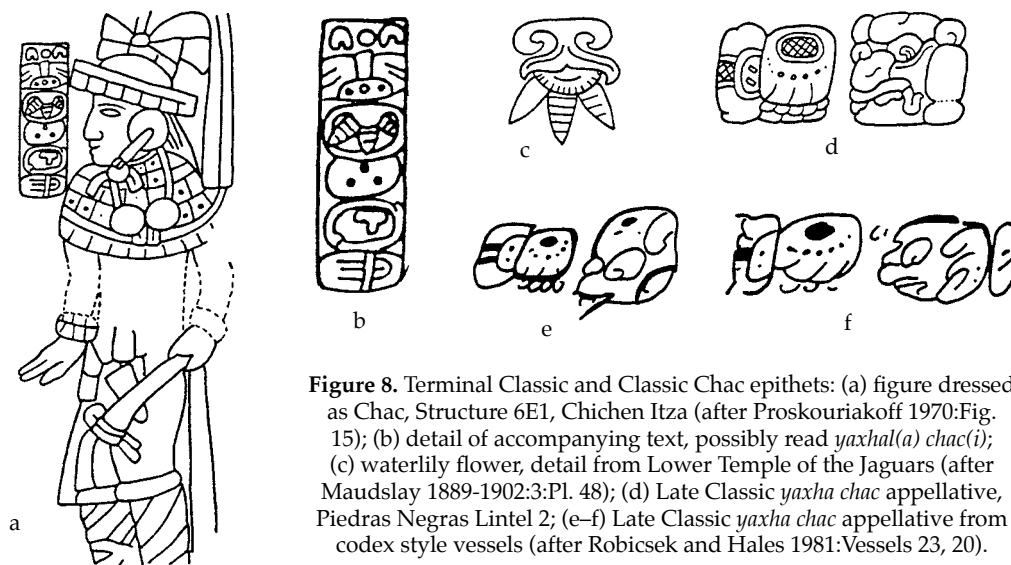 c
d
b
e
f
a
Figure 8. Terminal Classic and Classic Chac epithets: (a) figure dressed
as Chac, Structure 6E1, Chichen Itza (after Proskouriakoff 1970:Fig.
15); (b) detail of accompanying text, possibly read yaxhal(a) chac(i);
(c) waterlily flower, detail from Lower Temple of the Jaguars (after
Maudslay 1889-1902:3:Pl. 48); (d) Late Classic yaxha chac appellative,
Piedras Negras Lintel 2; (e–f) Late Classic yaxha chac appellative from
codex style vessels (after Robicsek and Hales 1981:Vessels 23, 20).